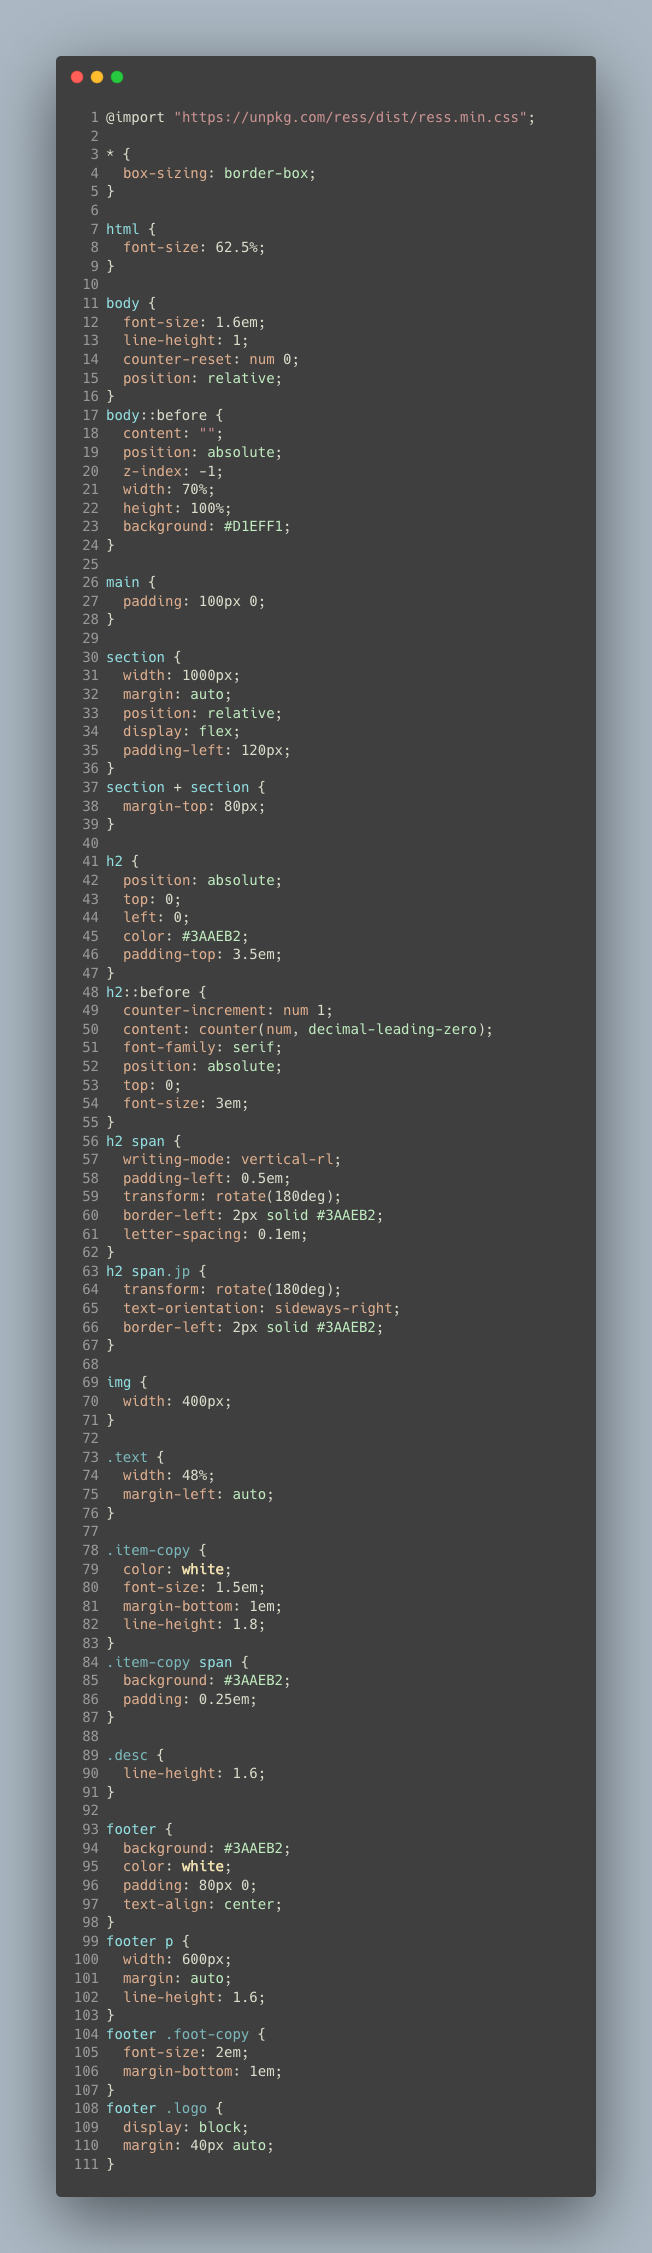 1 @import "https://unpkg.com/ress/dist/ress.min.css";
2
3 * {
4   box-sizing: border-box;
5 }
6
7 html {
8   font-size: 62.5%;
9 }
10
11 body {
12   font-size: 1.6em;
13   line-height: 1;
14   counter-reset: num 0;
15   position: relative;
16 }
17 body::before {
18   content: "";
19   position: absolute;
20   z-index: -1;
21   width: 70%;
22   height: 100%;
23   background: #D1EFF1;
24 }
25
26 main {
27   padding: 100px 0;
28 }
29
30 section {
31   width: 1000px;
32   margin: auto;
33   position: relative;
34   display: flex;
35   padding-left: 120px;
36 }
37 section + section {
38   margin-top: 80px;
39 }
40
41 h2 {
42   position: absolute;
43   top: 0;
44   left: 0;
45   color: #3AAEB2;
46   padding-top: 3.5em;
47 }
48 h2::before {
49   counter-increment: num 1;
50   content: counter(num, decimal-leading-zero);
51   font-family: serif;
52   position: absolute;
53   top: 0;
54   font-size: 3em;
55 }
56 h2 span {
57   writing-mode: vertical-rl;
58   padding-left: 0.5em;
59   transform: rotate(180deg);
60   border-left: 2px solid #3AAEB2;
61   letter-spacing: 0.1em;
62 }
63 h2 span.jp {
64   transform: rotate(180deg);
65   text-orientation: sideways-right;
66   border-left: 2px solid #3AAEB2;
67 }
68
69 img {
70   width: 400px;
71 }
72
73 .text {
74   width: 48%;
75   margin-left: auto;
76 }
77
78 .item-copy {
79   color: white;
80   font-size: 1.5em;
81   margin-bottom: 1em;
82   line-height: 1.8;
83 }
84 .item-copy span {
85   background: #3AAEB2;
86   padding: 0.25em;
87 }
88
89 .desc {
90   line-height: 1.6;
91 }
92
93 footer {
94   background: #3AAEB2;
95   color: white;
96   padding: 80px 0;
97   text-align: center;
98 }
99 footer p {
100   width: 600px;
101   margin: auto;
102   line-height: 1.6;
103 }
104 footer .foot-copy {
105   font-size: 2em;
106   margin-bottom: 1em;
107 }
108 footer .logo {
109   display: block;
110   margin: 40px auto;
111 }